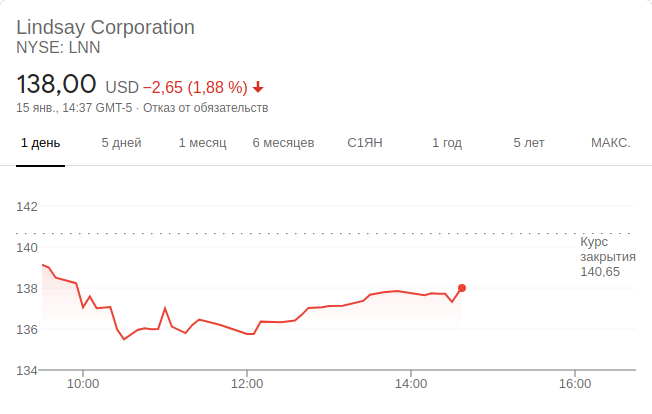 Lindsay Corporation
NYSE: LNN
138,00 USD −2,65 (1,88 %)
15 янв., 14:37 GMT-5 · Отказ от обязательств
1 день 5 дней 1 месяц 6 месяцев С1ЯН 1 год 5 лет МАКС.
142
140
138
136
134
Курс
закрытия
140,65
10:00 12:00 14:00 16:00